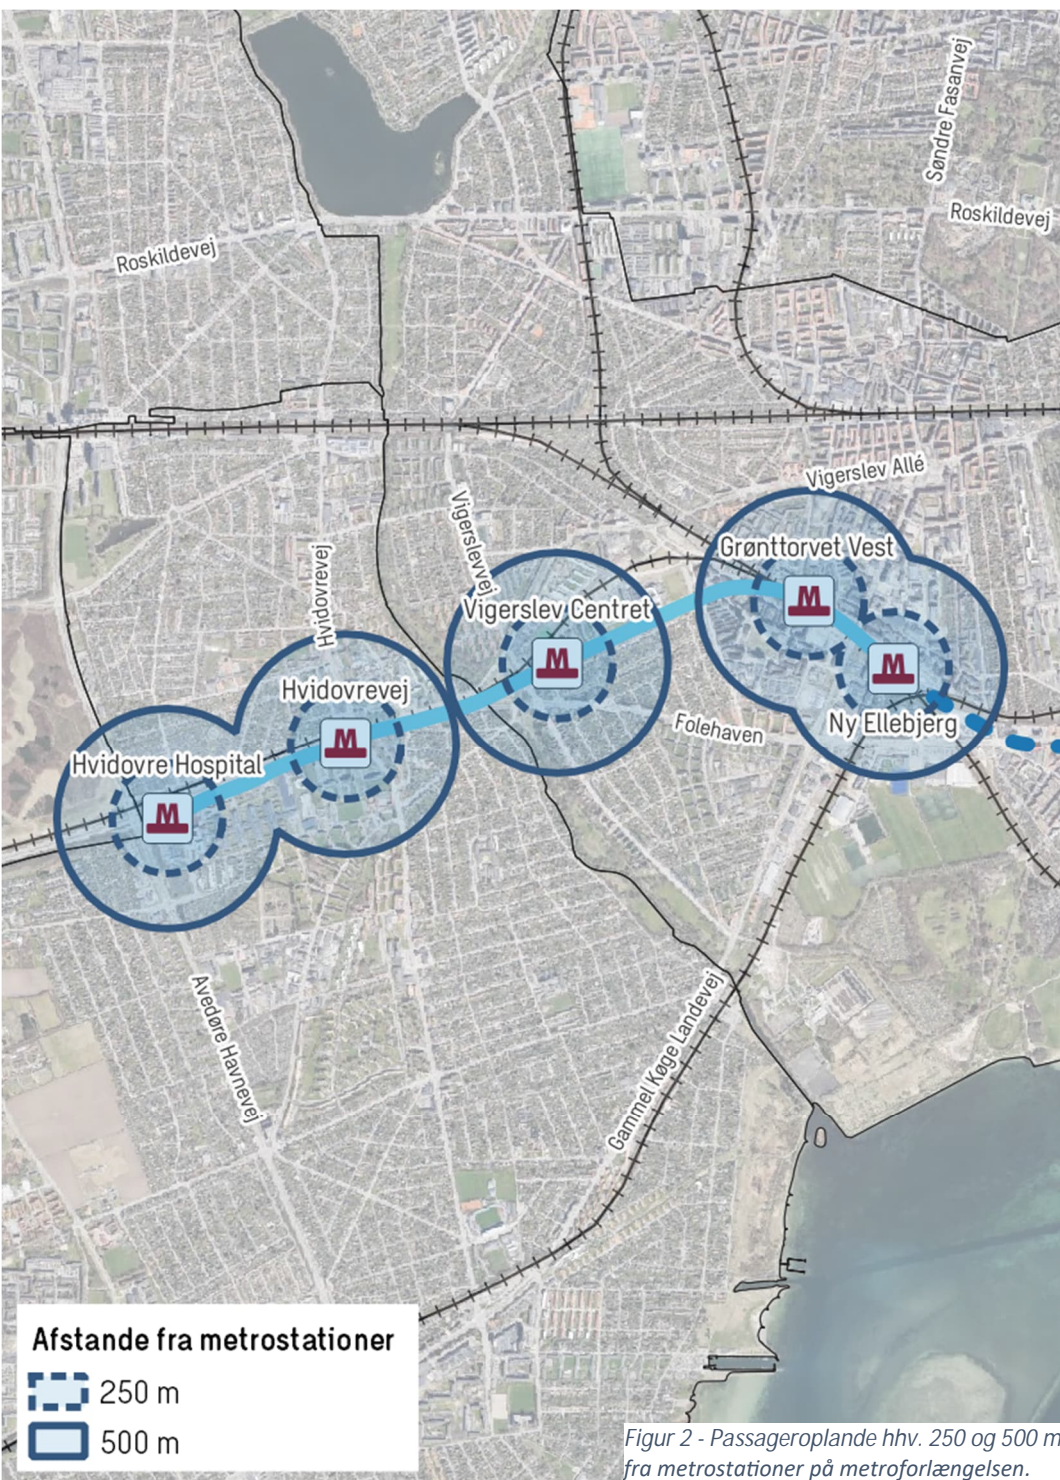 Søndre Fasanvej
Roskildevej
Roskildevej
Vigerslev Allé
Vigerslevvej
Hvidovrevej
Grønttorvet Vest
M
Vigerslev Centret
M
M
Ny Ellebjerg
Folehaven
Hvidovrevej
M
Hvidovre Hospital
M
Avedøre Havnevej
Gammel Køge Landevej
Afstande fra metrostationer
250 m
500 m
Figur 2 - Passageroplande hhv. 250 og 500 m
fra metrostationer på metroforlængelsen.